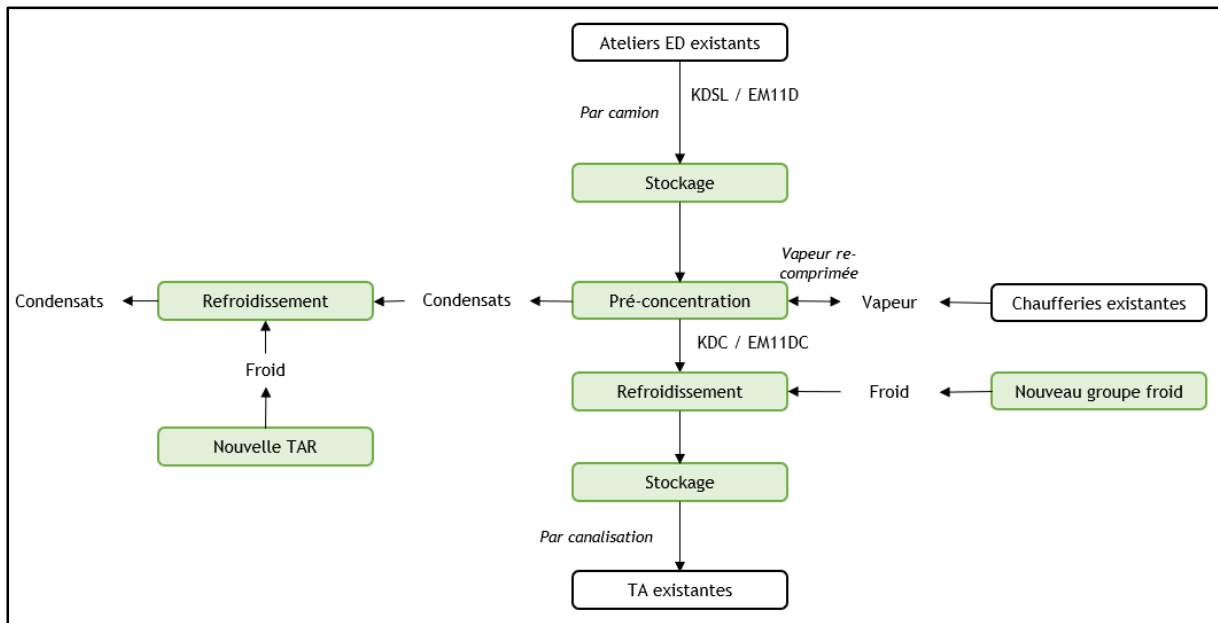 Ateliers ED existants
KDSL / EM11D
Par camion
Stockage
Vapeur re-
comprimée
Condensats
Refroidissement
Condensats
Pré-concentration
Vapeur
Chaufferies existantes
KDC / EM11DC
Froid
Refroidissement
Froid
Nouveau groupe froid
Nouvelle TAR
Stockage
Par canalisation
TA existantes